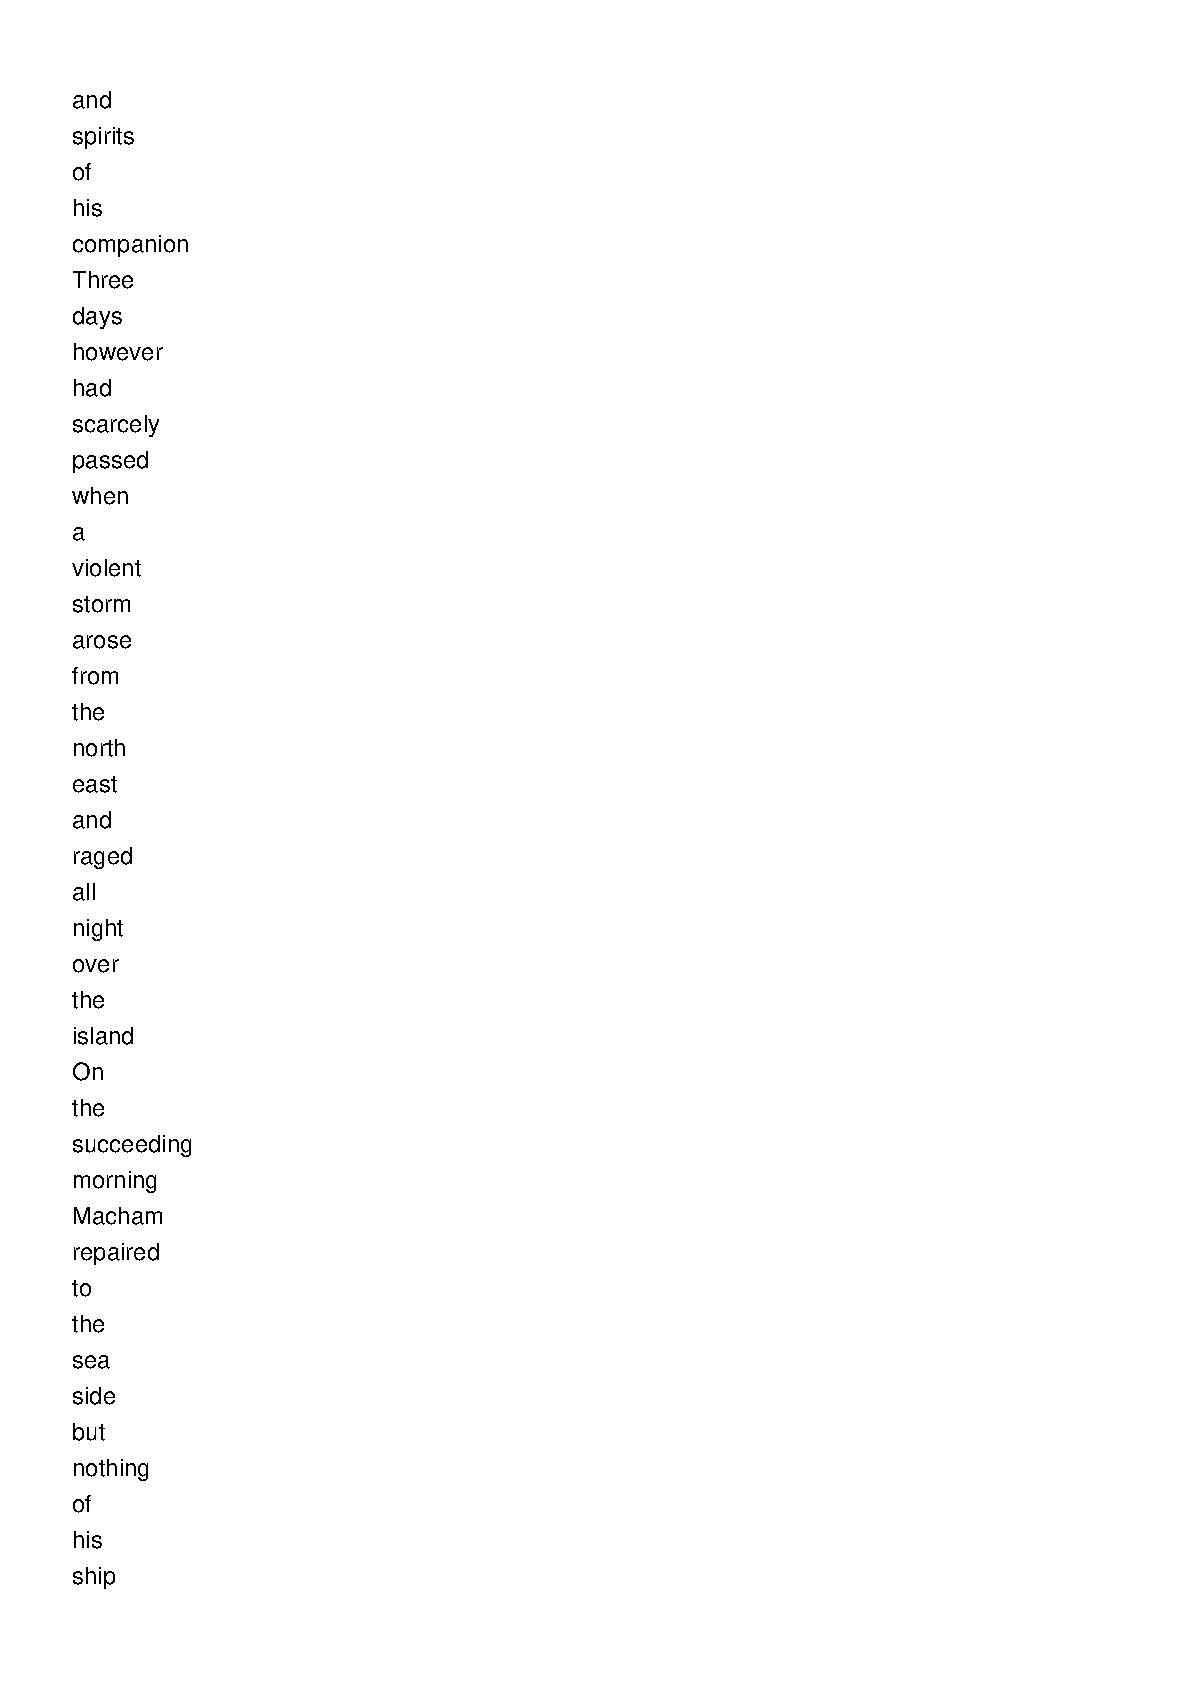 and
spirits
of
his
companion
Three
days
however
had
scarcely
passed
when
a
violent
storm
arose
from
the
north
east
and
raged
all
night
over
the
island
On
the
succeeding
morning
Macham
repaired
to
the
sea
side
but
nothing
of
his
ship